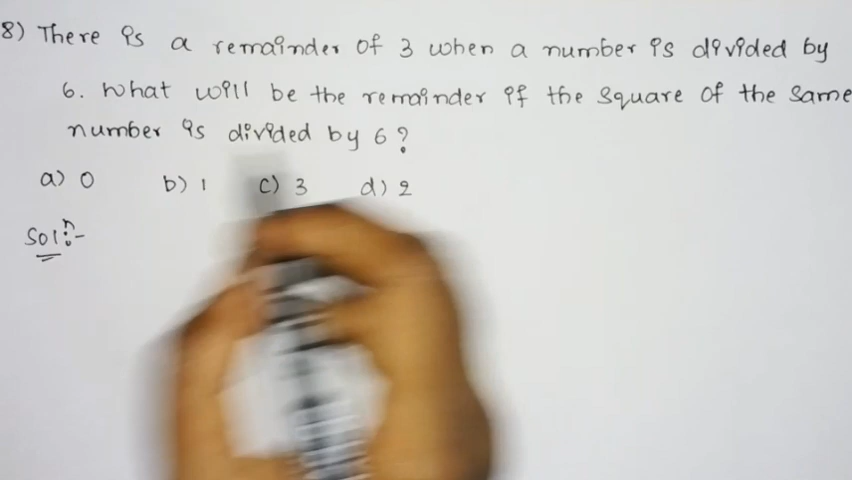 8) There is a remainder of 3 when a number is divided by
6. What will be the remainder if the square of the same
number is divided by 6?
a) 0 b) 1 c) 3 d) 2
Sol:-